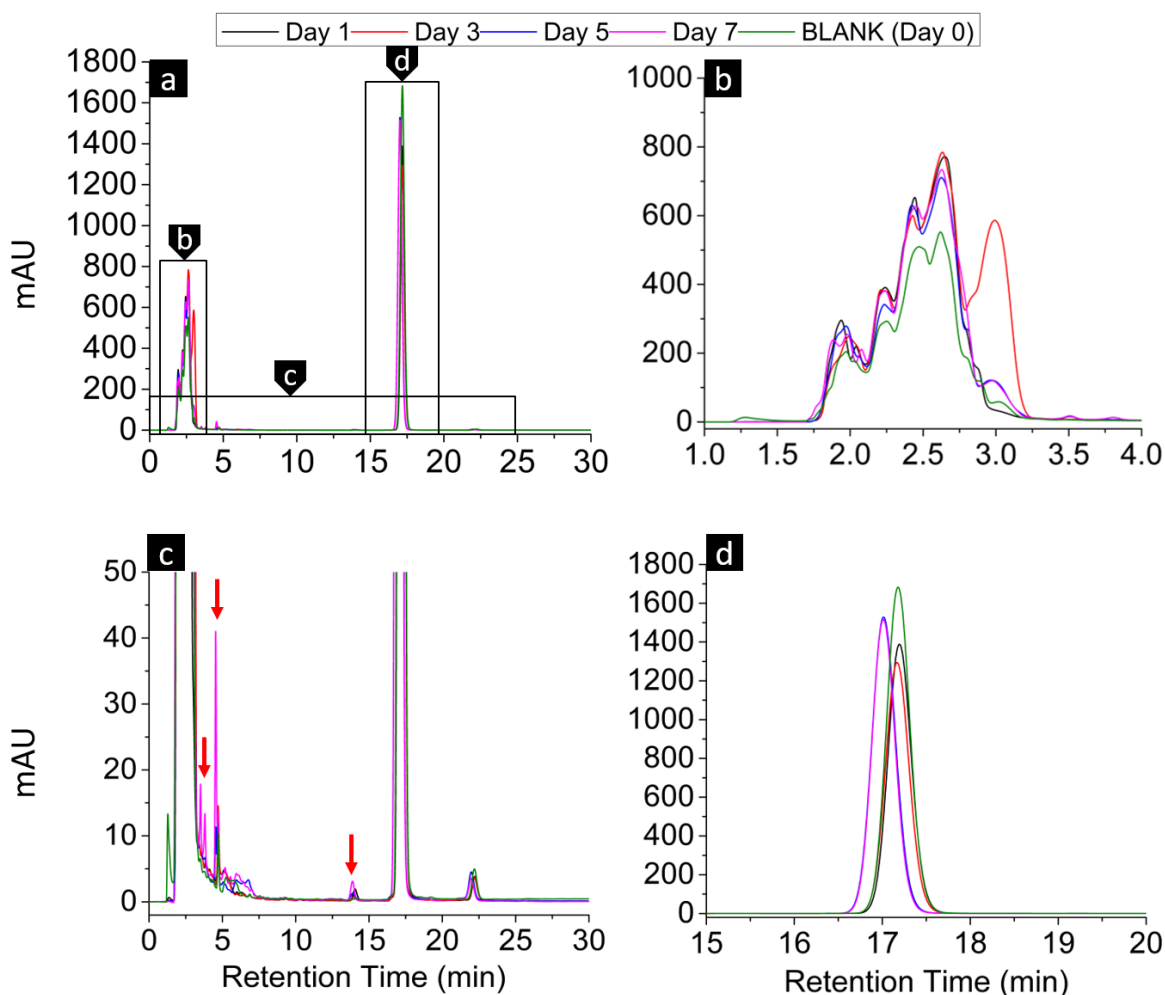 Day 1 Day 3 Day 5 Day 7 BLANK (Day 0)
a
1800
1600
1400
1200
1000
800
600
400
200
0
mAU
b
d
c
0 5 10 15 20 25 30
b
1000
800
600
400
200
0
1.0 1.5 2.0 2.5 3.0 3.5 4.0
c
50
40
30
20
10
0
mAU
0 5 10 15 20 25 30
Retention Time (min)
d
1800
1600
1400
1200
1000
800
600
400
200
0
15 16 17 18 19 20
Retention Time (min)